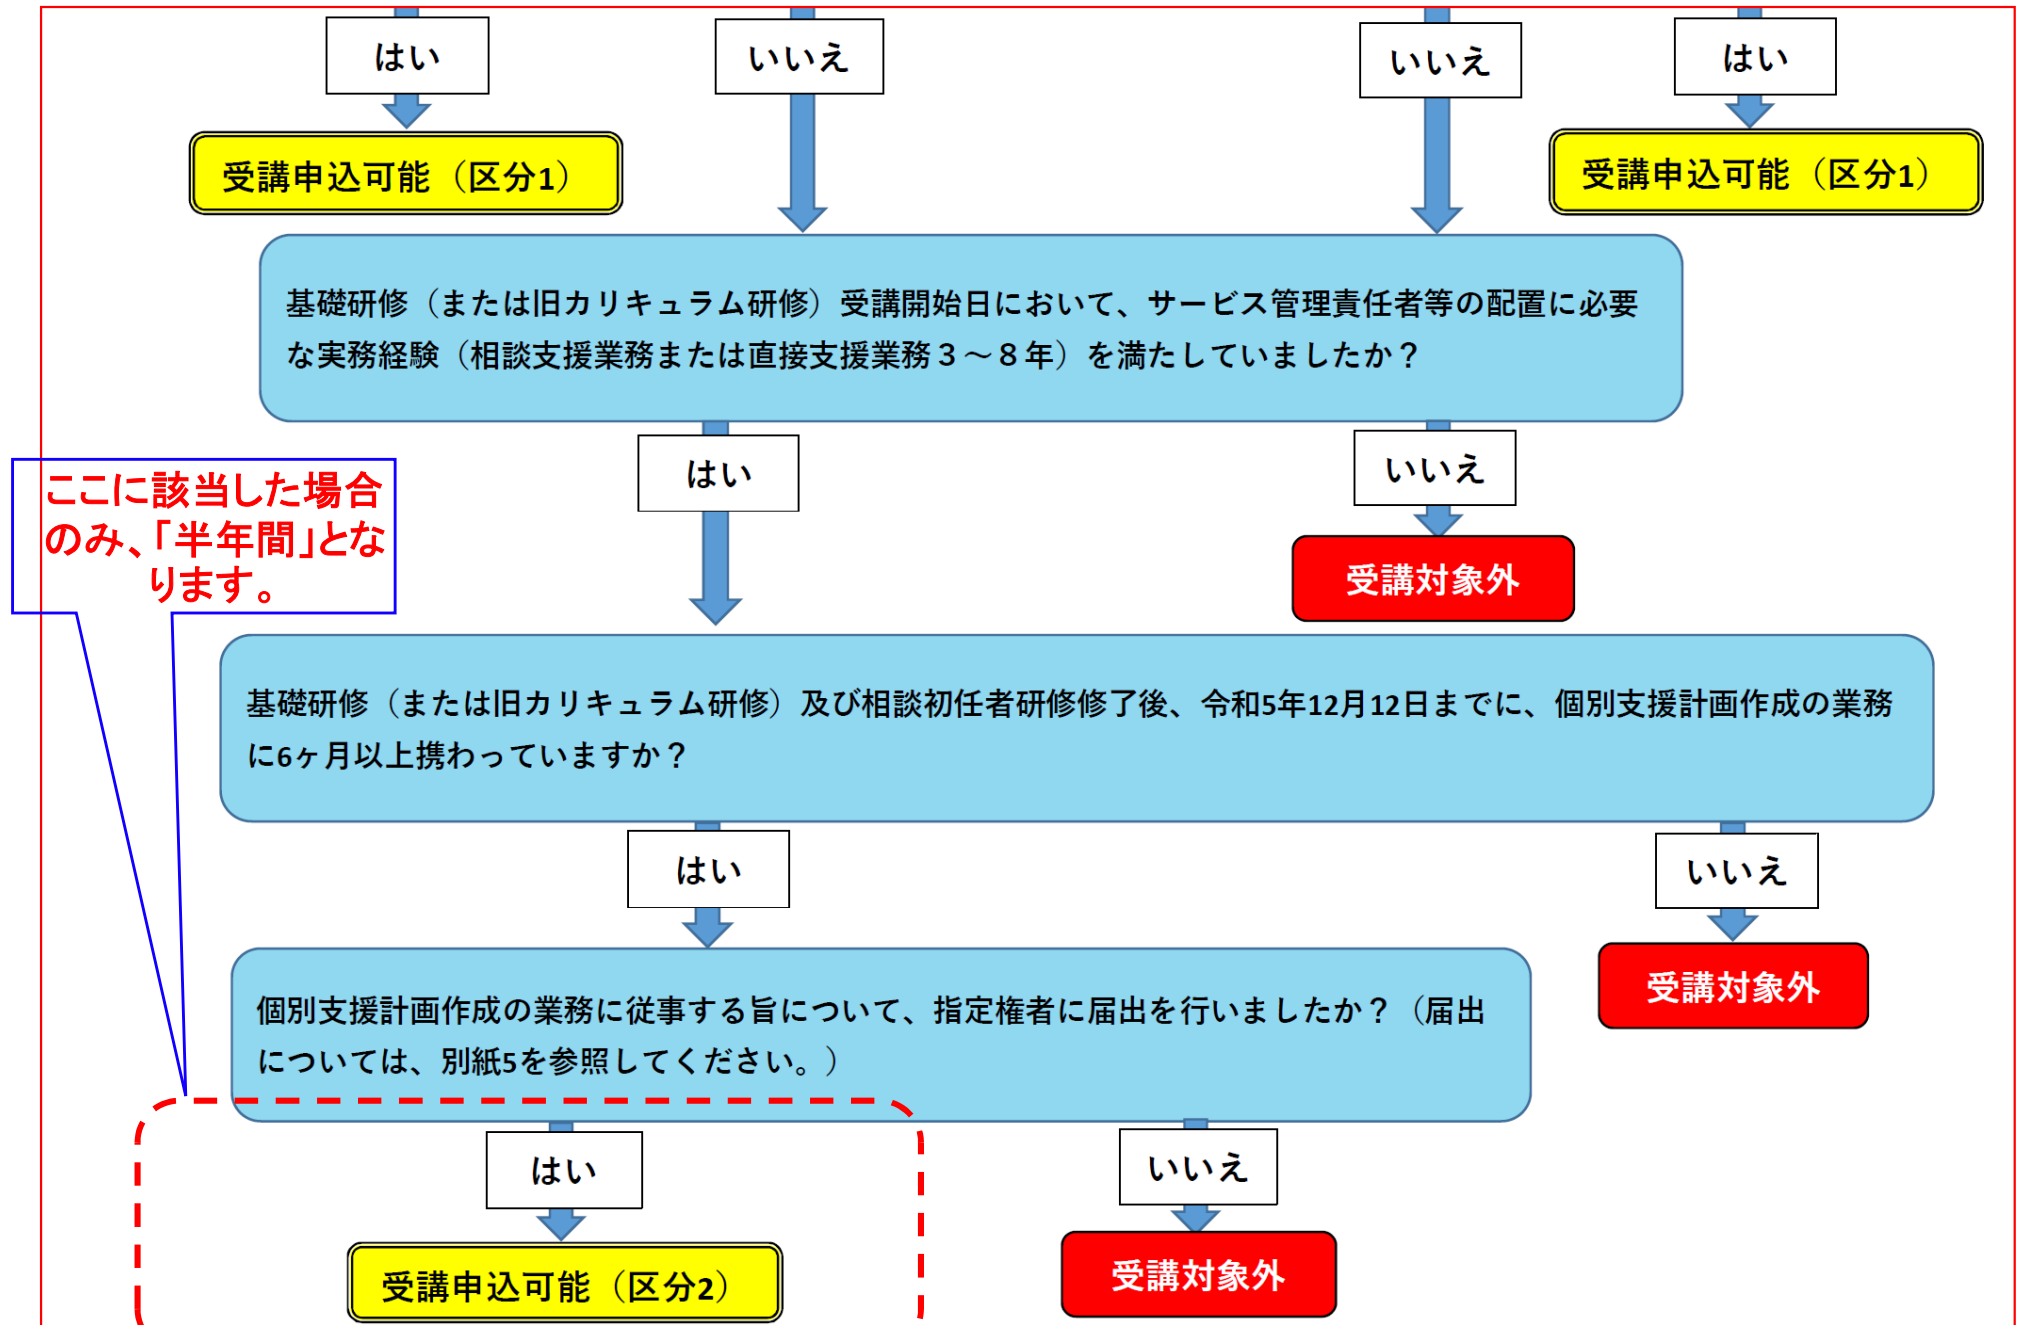 はい
いいえ
いいえ
はい
受講申込可能（区分1）
受講申込可能（区分1）
基礎研修（または旧カリキュラム研修）受講開始日において、サービス管理責任者等の配置に必要
な実務経験（相談支援業務または直接支援業務３～８年）を満たしていましたか？
はい
いいえ
ここに該当した場合
のみ、「半年間」とな
ります。
受講対象外
基礎研修（または旧カリキュラム研修）及び相談初任者研修修了後、令和5年12月12日までに、個別支援計画作成の業務
に6ヶ月以上携わっていますか？
はい
いいえ
受講対象外
個別支援計画作成の業務に従事する旨について、指定権者に届出を行いましたか？（届出
については、別紙5を参照してください。）
はい
いいえ
受講申込可能（区分2）
受講対象外